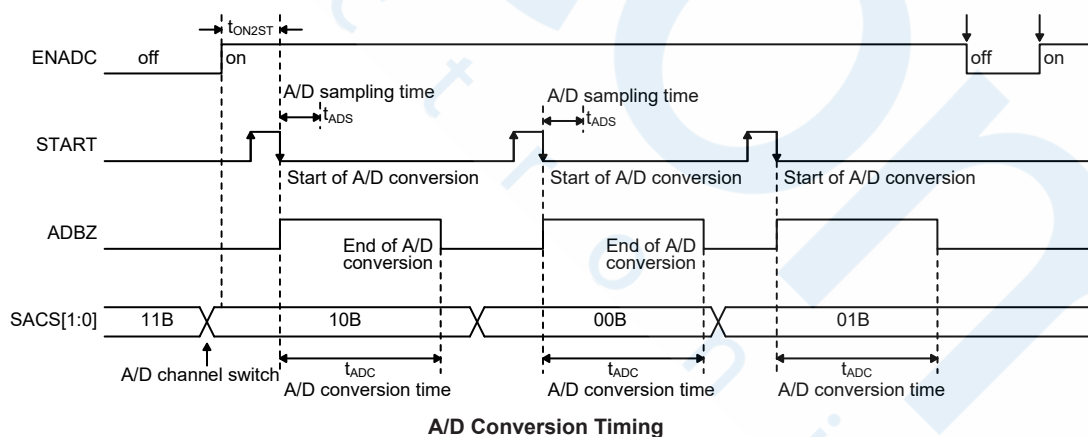 tON2ST
ENADC off on off on
A/D sampling time A/D sampling time
tADS tADS
START
Start of A/D conversion Start of A/D conversion Start of A/D conversion
ADBZ
End of A/D conversion End of A/D conversion
SACS[1:0] 11B 10B 00B 01B
A/D channel switch
tADC tADC tADC
A/D conversion time A/D conversion time A/D conversion time
A/D Conversion Timing